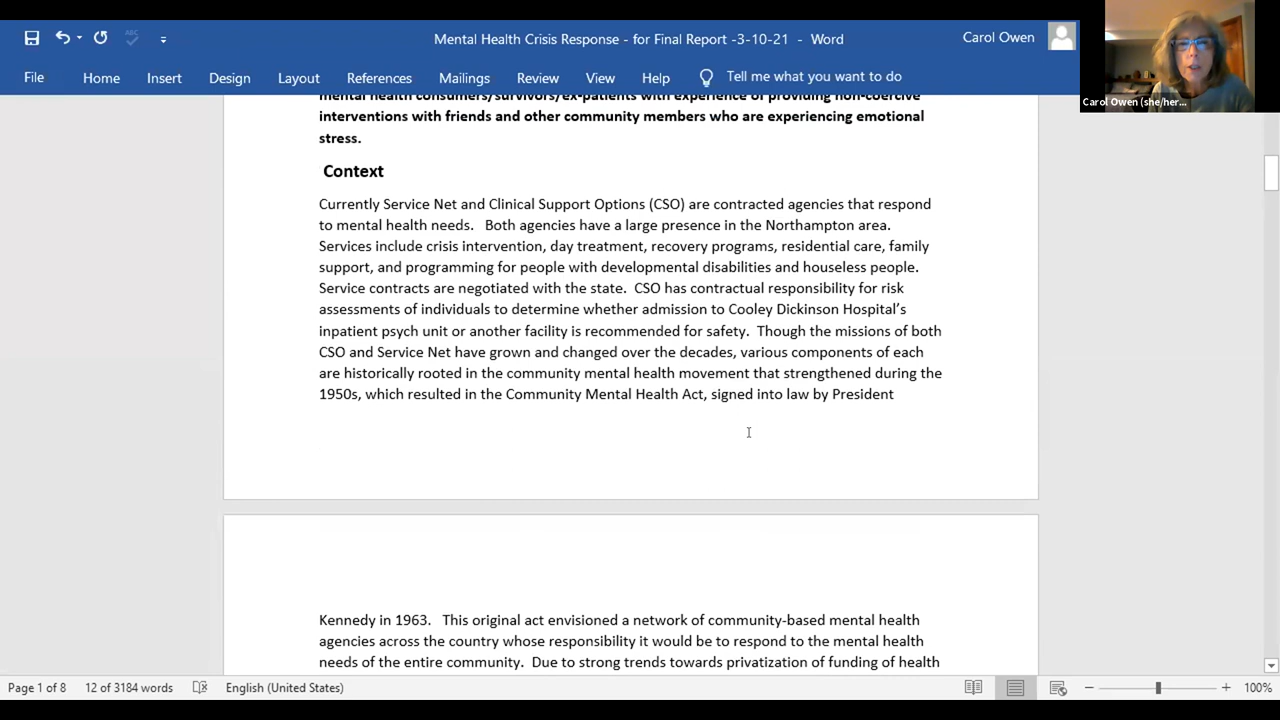 Mental Health Crisis Response - for Final Report -3-10-21 - Word
Carol Owen
File Home Insert Design Layout References Mailings Review View Help Tell me what you want to do
Carol Owen (she/her...
mental health consumers/survivors/ex-patients with experience of providing non-coercive
interventions with friends and other community members who are experiencing emotional
stress.
Context
Currently Service Net and Clinical Support Options (CSO) are contracted agencies that respond
to mental health needs. Both agencies have a large presence in the Northampton area.
Services include crisis intervention, day treatment, recovery programs, residential care, family
support, and programming for people with developmental disabilities and houseless people.
Service contracts are negotiated with the state. CSO has contractual responsibility for risk
assessments of individuals to determine whether admission to Cooley Dickinson Hospital’s
inpatient psych unit or another facility is recommended for safety. Though the missions of both
CSO and Service Net have grown and changed over the decades, various components of each
are historically rooted in the community mental health movement that strengthened during the
1950s, which resulted in the Community Mental Health Act, signed into law by President
Kennedy in 1963. This original act envisioned a network of community-based mental health
agencies across the country whose responsibility it would be to respond to the mental health
needs of the entire community. Due to strong trends towards privatization of funding of health
Page 1 of 8 12 of 3184 words English (United States) 100%